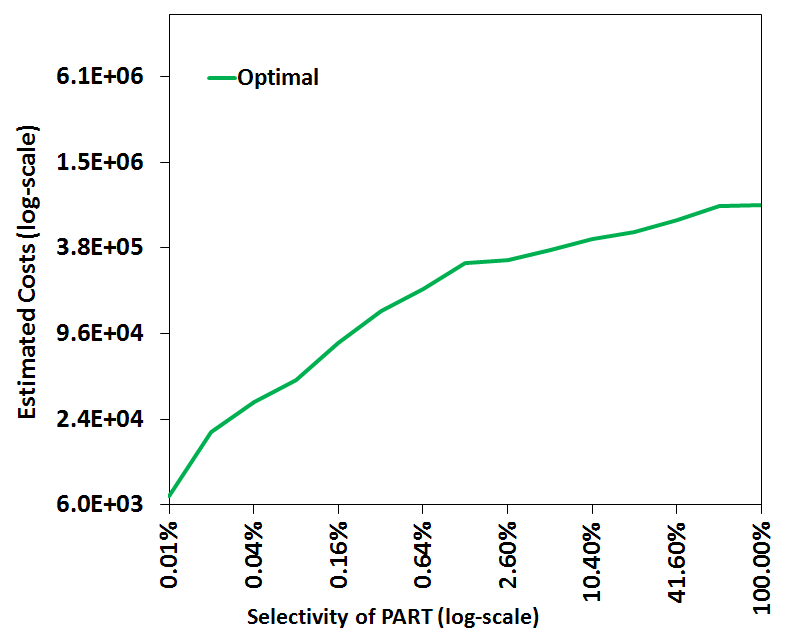 Optimal
Estimated Costs (log-scale)
6.1E+06
1.5E+06
3.8E+05
9.6E+04
2.4E+04
6.0E+03
0.01%
0.04%
0.16%
0.64%
2.60%
10.40%
41.60%
100.00%
Selectivity of PART (log-scale)